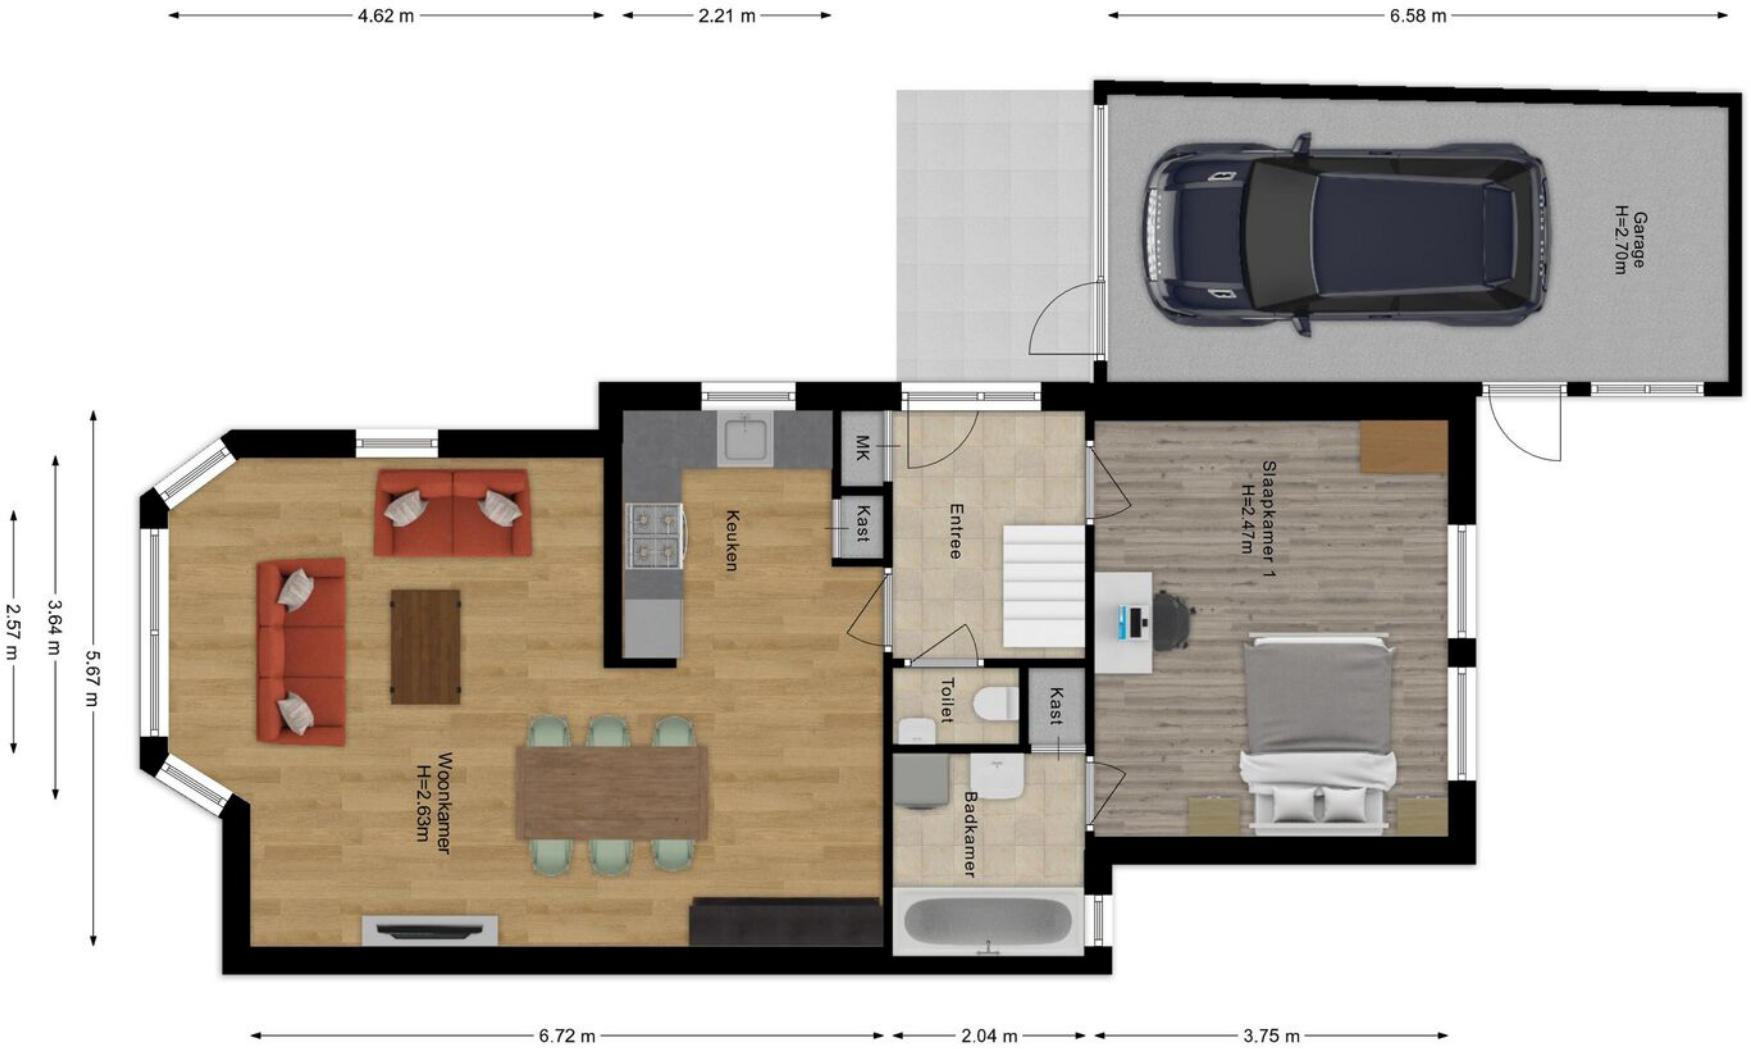 4.62 m
2.21 m
6.58 m
Garage
H=2.70m
MK
Kast
Keuken
Entree
Slaapkamer 1
H=2.47m
2.57 m
3.64 m
5.67 m
Toilet
Kast
Woonkamer
H=2.63m
Badkamer
6.72 m
2.04 m
3.75 m